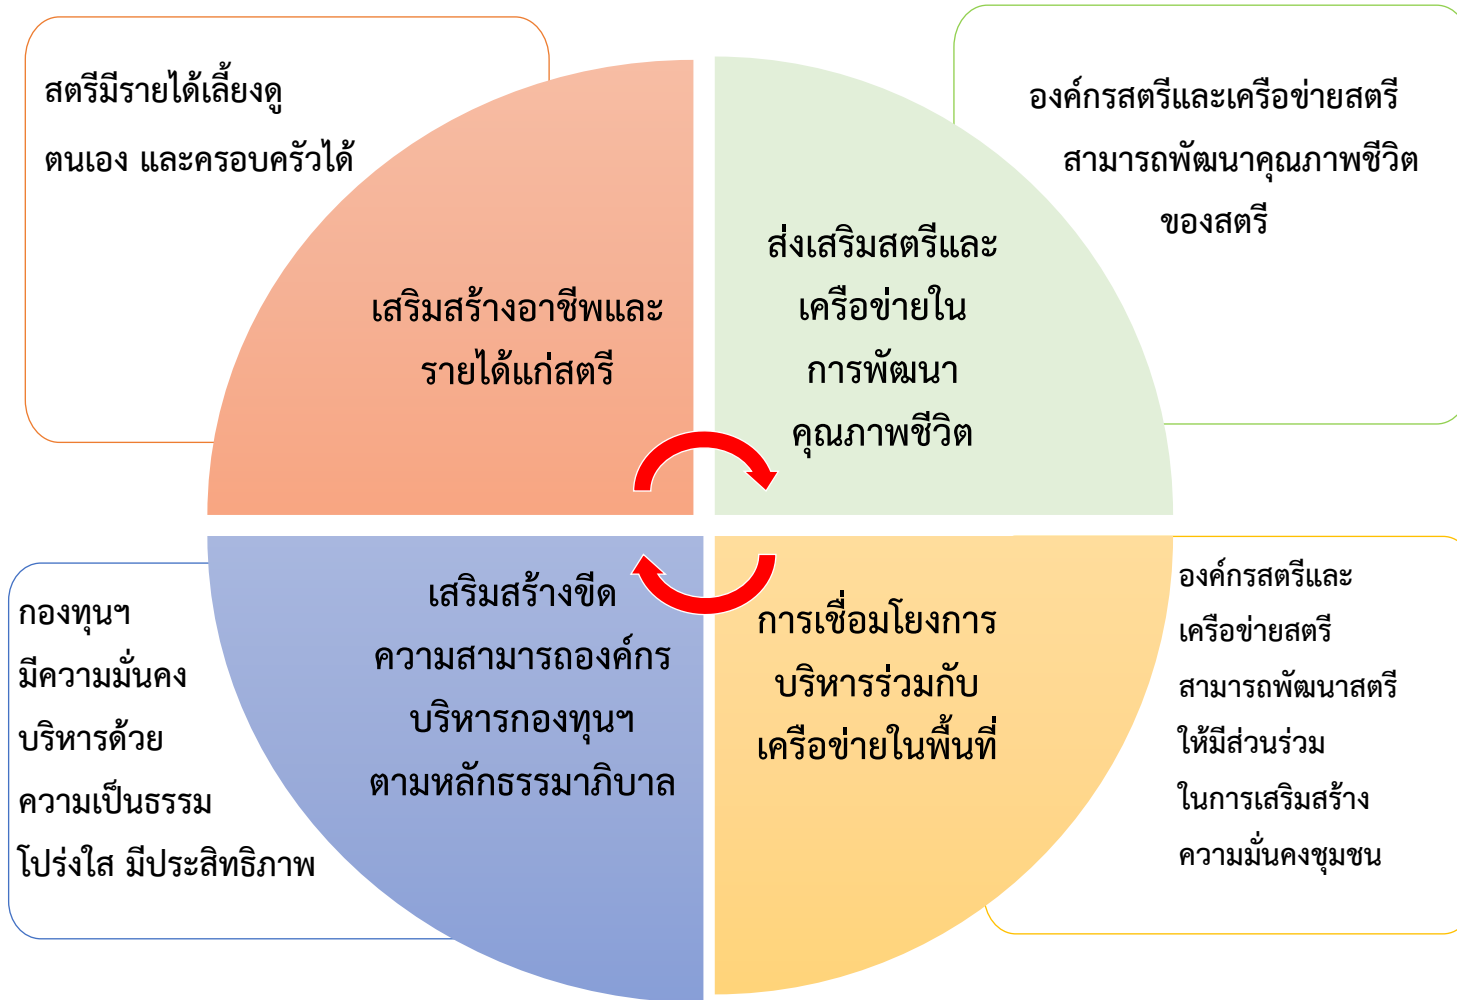 สตรีมีรายได้เลี้ยงดู
ตนเอง และครอบครัวได้
เสริมสร้างอาชีพและ
รายได้แก่สตรี
องค์กรสตรีและเครือข่ายสตรี
สามารถพัฒนาคุณภาพชีวิต
ของสตรี
ส่งเสริมสตรีและ
เครือข่ายใน
การพัฒนา
คุณภาพชีวิต
กองทุนฯ
มีความมั่นคง
บริหารด้วย
ความเป็นธรรม
โปร่งใส มีประสิทธิภาพ
เสริมสร้างขีด
ความสามารถองค์กร
บริหารกองทุนฯ
ตามหลักธรรมาภิบาล
การเชื่อมโยงการ
บริหารร่วมกับ
เครือข่ายในพื้นที่
องค์กรสตรีและ
เครือข่ายสตรี
สามารถพัฒนาสตรี
ให้มีส่วนร่วม
ในการเสริมสร้าง
ความมั่นคงชุมชน